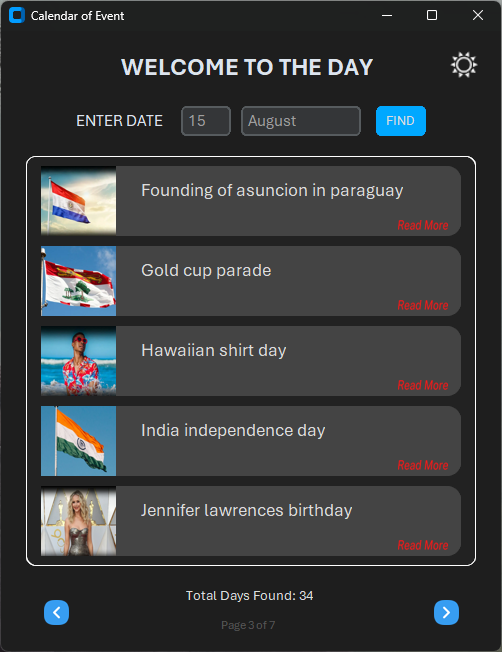 Calendar of Event
WELCOME TO THE DAY
ENTER DATE 15 August FIND
Founding of asuncion in paraguay
Read More
Gold cup parade
Read More
Hawaiian shirt day
Read More
India independence day
Read More
Jennifer lawrences birthday
Read More
Total Days Found: 34
Page 3 of 7